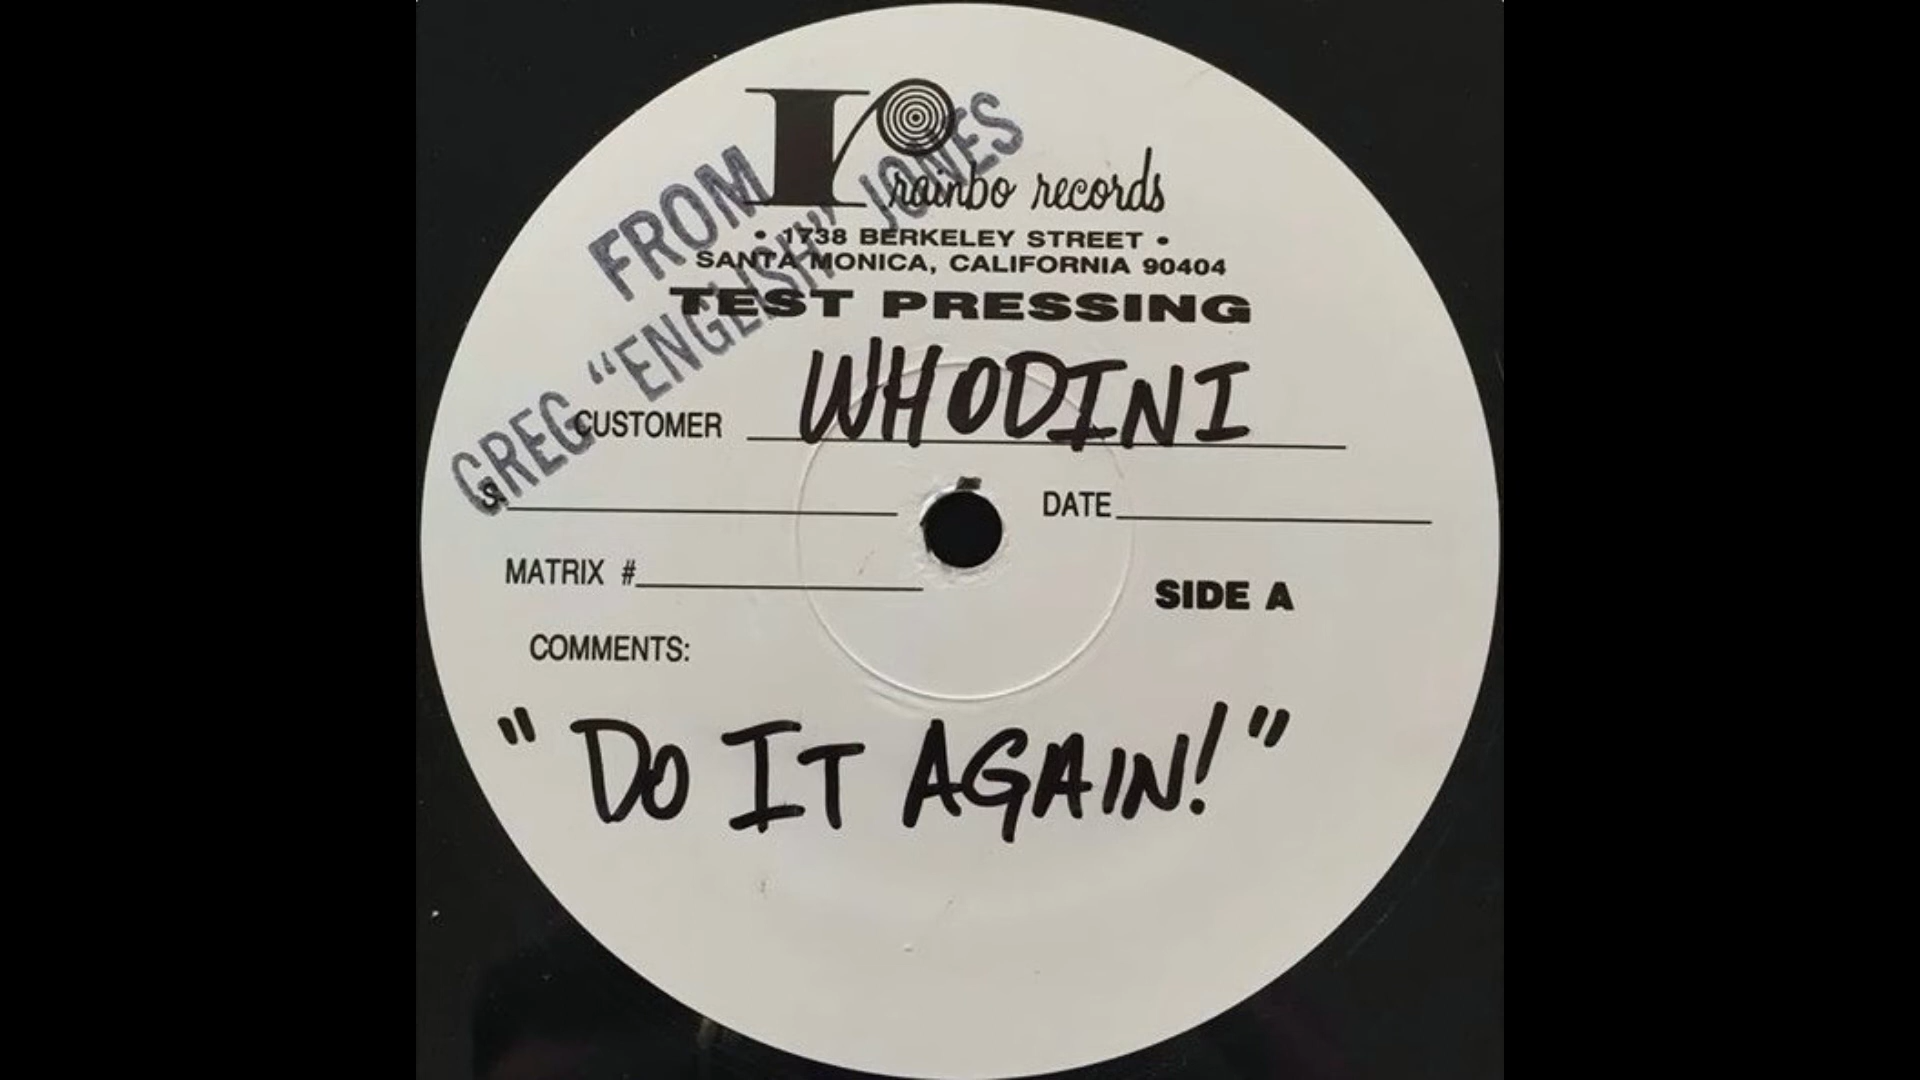 rainbo records
• 1738 BERKELEY STREET •
SANTA MONICA, CALIFORNIA 90404
TEST PRESSING
FROM
GREG "ENGLISH" JONES
CUSTOMER WHODINI
S. DATE
MATRIX #
SIDE A
COMMENTS:
" DO IT AGAIN! "